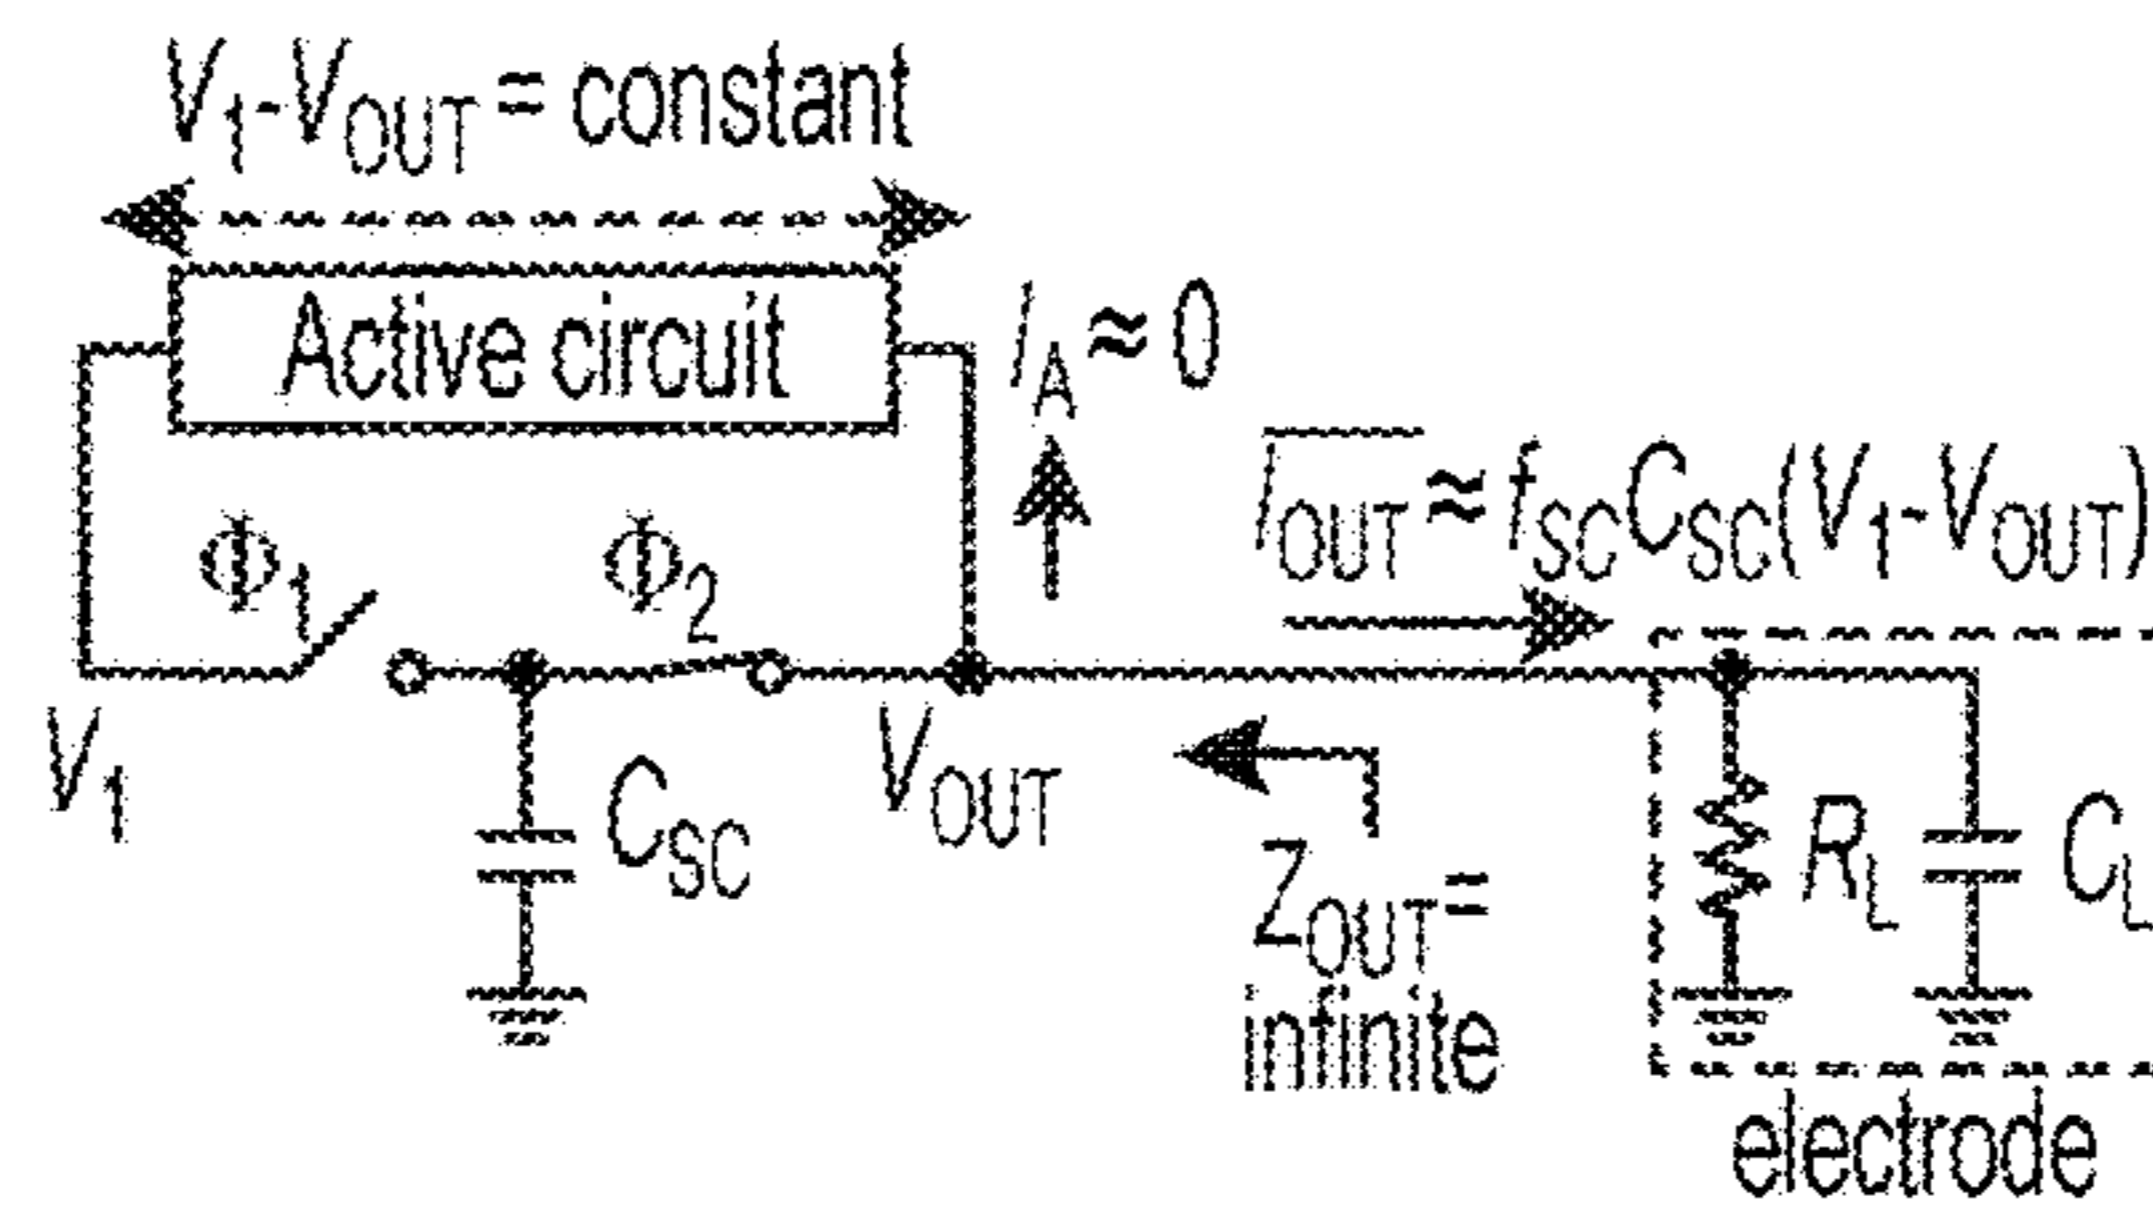 V1-VOUT = constant
Active circuit
IA ≈ 0
IOUT ≈ fSCCSC(V1-VOUT)
Φ1
Φ2
V1
CSC
VOUT
ZOUT =
infinite
RL
CL
electrode